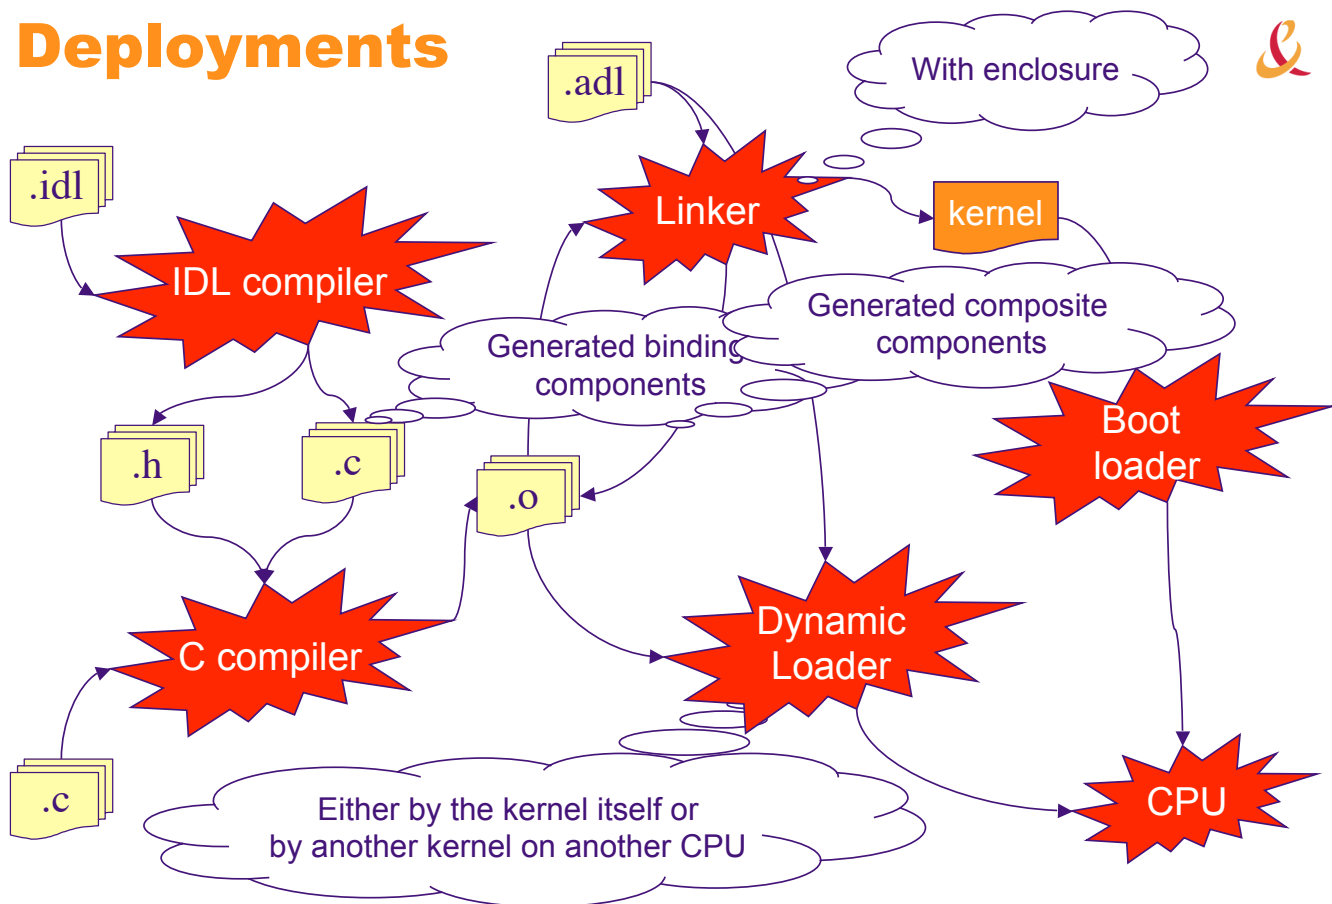 Deployments
.adl
With enclosure
.idl
Linker
kernel
IDL compiler
Generated composite
components
Generated binding
components
Boot
loader
.h
.c
.o
Dynamic
Loader
C compiler
CPU
.c
Either by the kernel itself or
by another kernel on another CPU